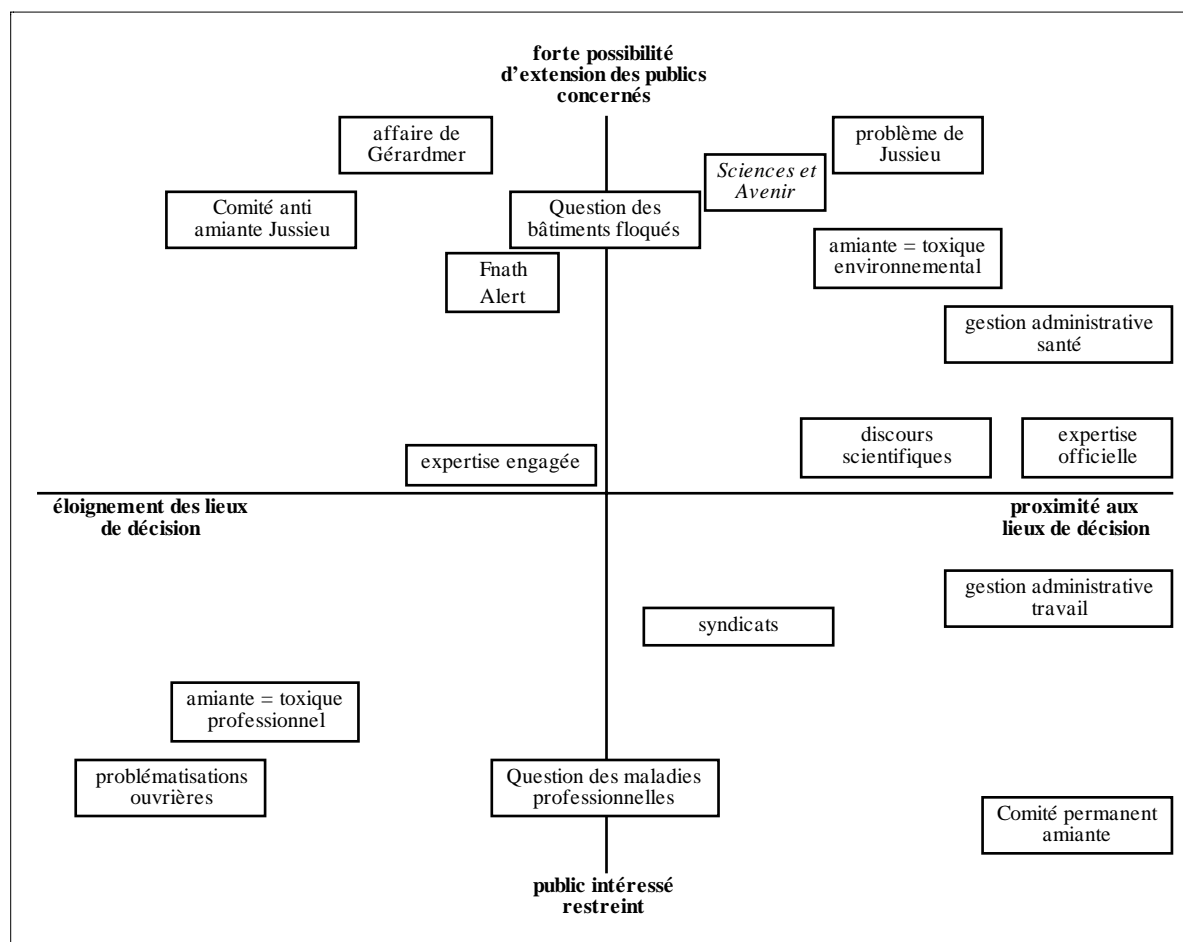 forte possibilité
d'extension des publics
concernés
affaire de
Gérardmer
problème de
Jussieu
Sciences et
Avenir
Comité anti
amiante Jussieu
Question des
bâtiments floqués
amiante = toxique
environnemental
Fnath
Alert
gestion administrative
santé
expertise engagée
discours
scientifiques
expertise
officielle
éloignement des lieux
de décision
proximité aux
lieux de décision
gestion administrative
travail
syndicats
amiante = toxique
professionnel
problématisations
ouvrières
Question des maladies
professionnelles
Comité permanent
amiante
public intéressé
restreint